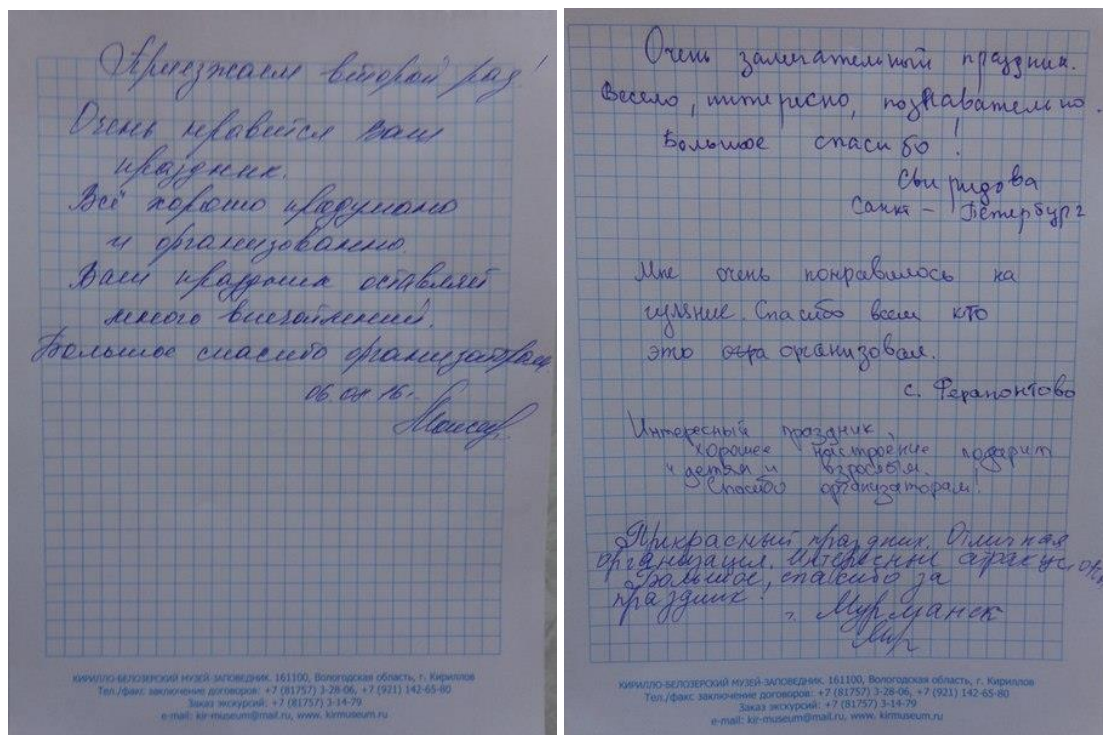 Приезжаем второй раз!
Очень нравится Ваш
праздник.
Всё хорошо продумано
и организованно.
Ваш праздник оставляет
много впечатлений.
Большое спасибо организаторам.
06.01.16г.
КИРИЛЛО-БЕЛОЗЕРСКИЙ МУЗЕЙ-ЗАПОВЕДНИК. 161100, Вологодская область, г. Кириллов
Тел./факс заключение договоров: +7 (81757) 3-28-06, +7 (921) 142-65-80
Заказ экскурсий: +7 (81757) 3-14-79
e-mail: kir-museum@mail.ru, www. kirmuseum.ru
Очень замечательный праздник.
Весело, интересно, познавательно.
Большое спасибо!
Свиридова
Санкт - Петербург
Мне очень понравилось на
гуляние. Спасибо всем кто
это организовал.
с. Ферапонтово
Интересный праздник,
хорошее настроение подарит
и детям и взрослым.
Спасибо организаторам!
Прикрасный праздник. Отличная
организация. Интересные атракционы
Большое, спасибо за
праздник!
г. Мурманск
КИРИЛЛО-БЕЛОЗЕРСКИЙ МУЗЕЙ-ЗАПОВЕДНИК. 161100, Вологодская область, г. Кириллов
Тел./факс заключение договоров: +7 (81757) 3-28-06, +7 (921) 142-65-80
Заказ экскурсий: +7 (81757) 3-14-79
e-mail: kir-museum@mail.ru, www. kirmuseum.ru